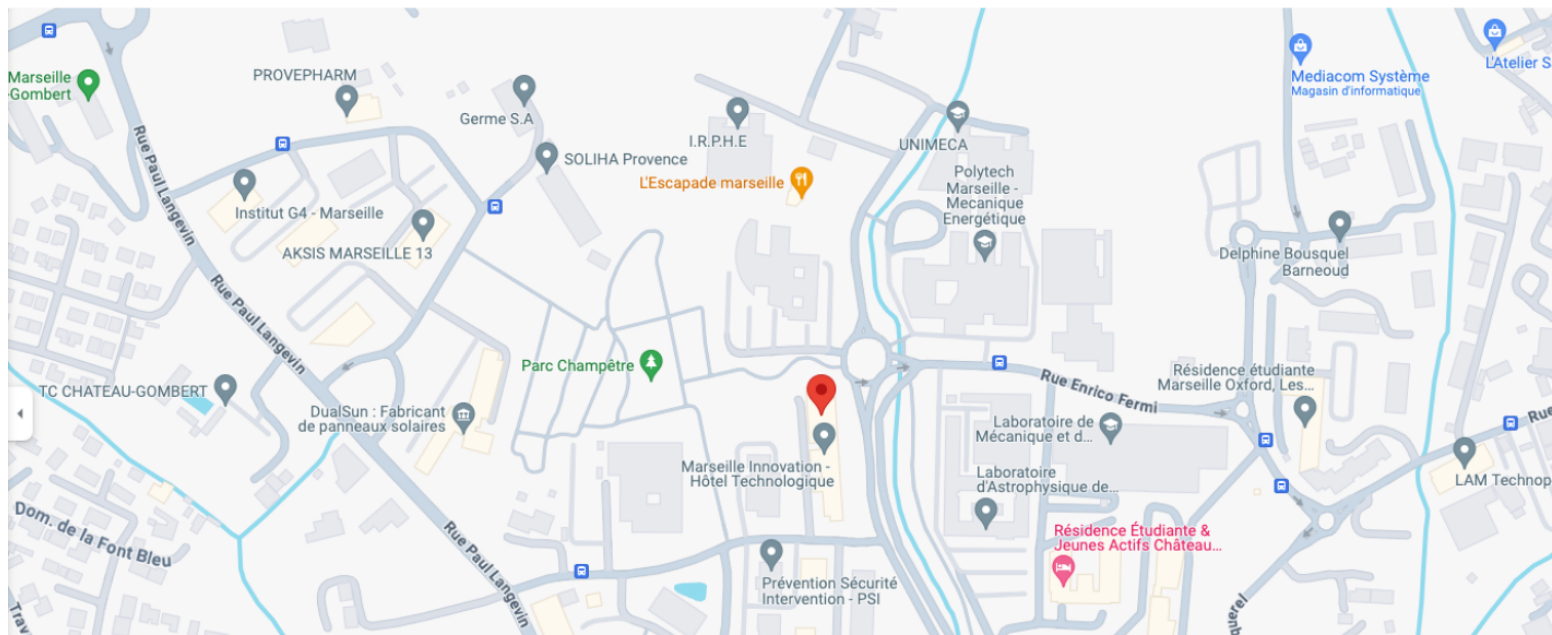 Marseille
-Gombert
PROVEPHARM
Germe S.A
I.R.P.H.E
UNIMECA
Mediacom Système
Magasin d'informatique
L'Atelier S
Rue Paul Langevin
SOLIHA Provence
L'Escapade marseille
Polytech
Marseille -
Mecanique
Energétique
Institut G4 - Marseille
AKSIS MARSEILLE 13
Delphine Bousquel
Barneoud
Rue Paul Langevin
Parc Champêtre
TC CHATEAU-GOMBERT
DualSun : Fabricant
de panneaux solaires
Rue Enrico Fermi
Résidence étudiante
Marseille Oxford, Les...
Rue
Laboratoire de
Mécanique et d...
Marseille Innovation -
Hôtel Technologique
Laboratoire
d'Astrophysique de...
LAM Technop
Dom. de la Font Bleu
Rue Paul Langevin
Résidence Étudiante &
Jeunes Actifs Château...
Prévention Sécurité
Intervention - PSI
Trav
uerel